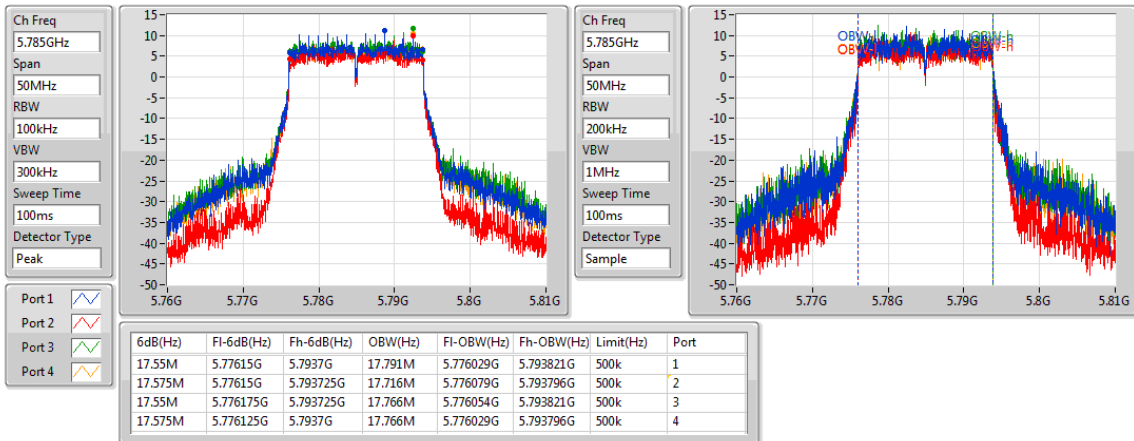 Ch Freq
5.785GHz
Span
50MHz
RBW
100kHz
VBW
300kHz
Sweep Time
100ms
Detector Type
Peak
15
10
5
0
-5
-10
-15
-20
-25
-30
-35
-40
-45
-50
5.76G 5.77G 5.78G 5.79G 5.8G 5.81G
Ch Freq
5.785GHz
Span
50MHz
RBW
200kHz
VBW
1MHz
Sweep Time
100ms
Detector Type
Sample
15
10
5
0
-5
-10
-15
-20
-25
-30
-35
-40
-45
-50
5.76G 5.77G 5.78G 5.79G 5.8G 5.81G
Port 1
Port 2
Port 3
Port 4
6dB(Hz) Fl-6dB(Hz) Fh-6dB(Hz) OBW(Hz) Fl-OBW(Hz) Fh-OBW(Hz) Limit(Hz) Port
17.55M 5.77615G 5.7937G 17.791M 5.776029G 5.793821G 500k 1
17.575M 5.77615G 5.793725G 17.716M 5.776079G 5.793796G 500k 2
17.55M 5.776175G 5.793725G 17.766M 5.776054G 5.793821G 500k 3
17.575M 5.776125G 5.7937G 17.766M 5.776029G 5.793796G 500k 4